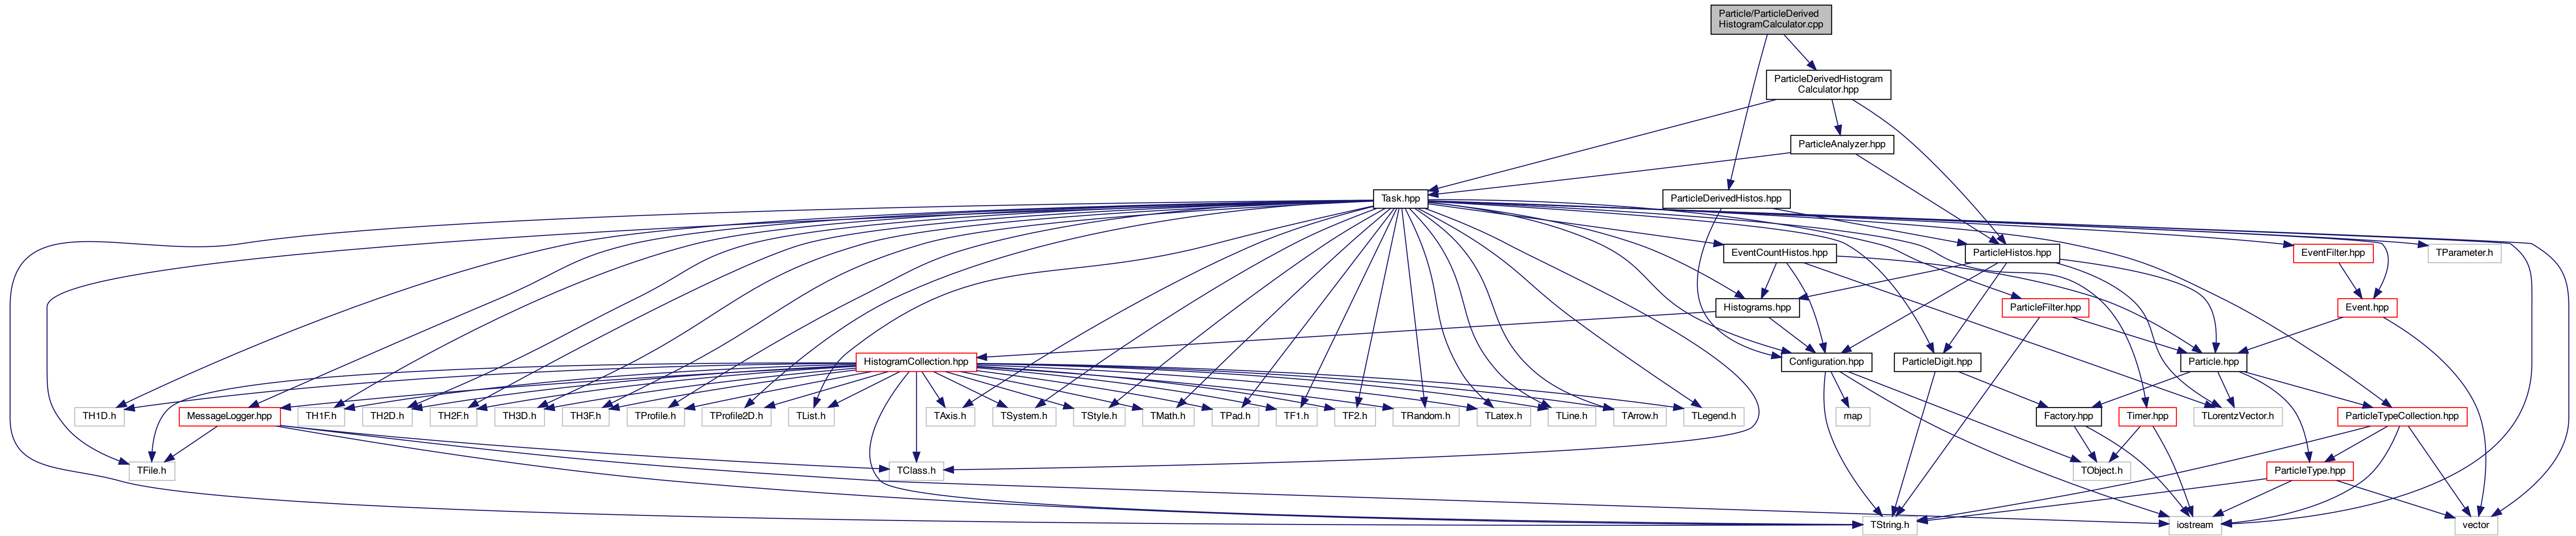 Particle/ParticleDerived
HistogramCalculator.cpp
ParticleDerivedHistogram
Calculator.hpp
ParticleAnalyzer.hpp
Task.hpp
ParticleDerivedHistos.hpp
EventCountHistos.hpp
ParticleHistos.hpp
EventFilter.hpp
TParameter.h
Histograms.hpp
ParticleFilter.hpp
Event.hpp
HistogramCollection.hpp
Configuration.hpp
ParticleDigit.hpp
Particle.hpp
TH1D.h
MessageLogger.hpp
TH1F.h
TH2D.h
TH2F.h
TH3D.h
TH3F.h
TProfile.h
TProfile2D.h
TList.h
TAxis.h
TSystem.h
TStyle.h
TMath.h
TPad.h
TF1.h
TF2.h
TRandom.h
TLatex.h
TLine.h
TArrow.h
TLegend.h
map
Factory.hpp
Timer.hpp
TLorentzVector.h
ParticleTypeCollection.hpp
TFile.h
TClass.h
TObject.h
ParticleType.hpp
TString.h
iostream
vector